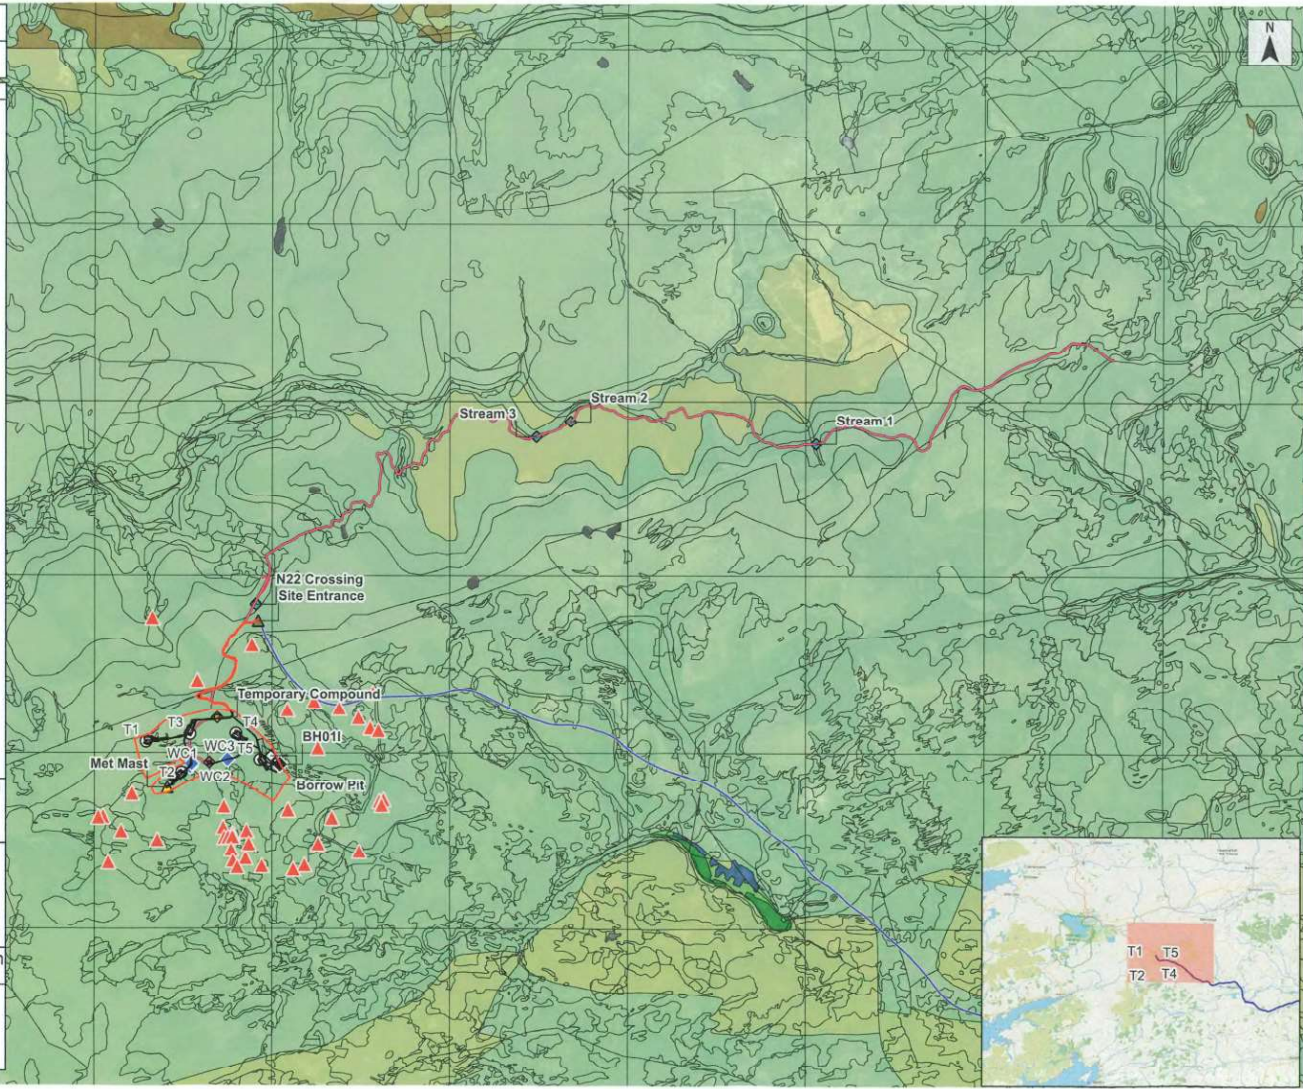 N
Stream 2
Stream 3
Stream 1
N22 Crossing
Site Entrance
Temporary Compound
T1
T3
T4
BH01I
WC3
T5
WC1
Met Mast
T2
WC2
Borrow Pit
T1
T5
T2
T4